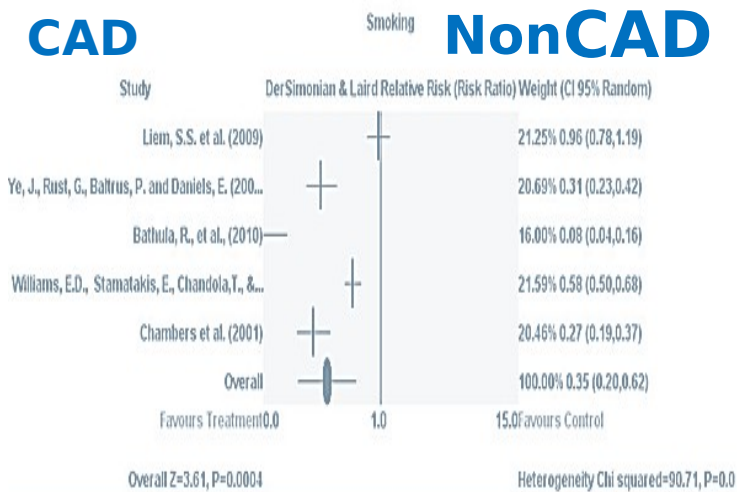 Smoking
CAD
NonCAD
Study DerSimonian & Laird Relative Risk (Risk Ratio) Weight (CI 95% Random)
Liem, S.S. et al. (2009) 21.25% 0.96 (0.78,1.19)
Ye, J., Rust, G., Baltrus, P. and Daniels, E. (200... 20.69% 0.31 (0.23,0.42)
Bathula, R., et al., (2010) 16.00% 0.08 (0.04,0.16)
Williams, E.D., Stamatakis, E., Chandola,T., &... 21.59% 0.58 (0.50,0.68)
Chambers et al. (2001) 20.46% 0.27 (0.19,0.37)
Overall 100.00% 0.35 (0.20,0.62)
Favours Treatment 0.0 1.0 15.0 Favours Control
Overall Z=3.61, P=0.0004 Heterogeneity Chi squared=90.71, P=0.0